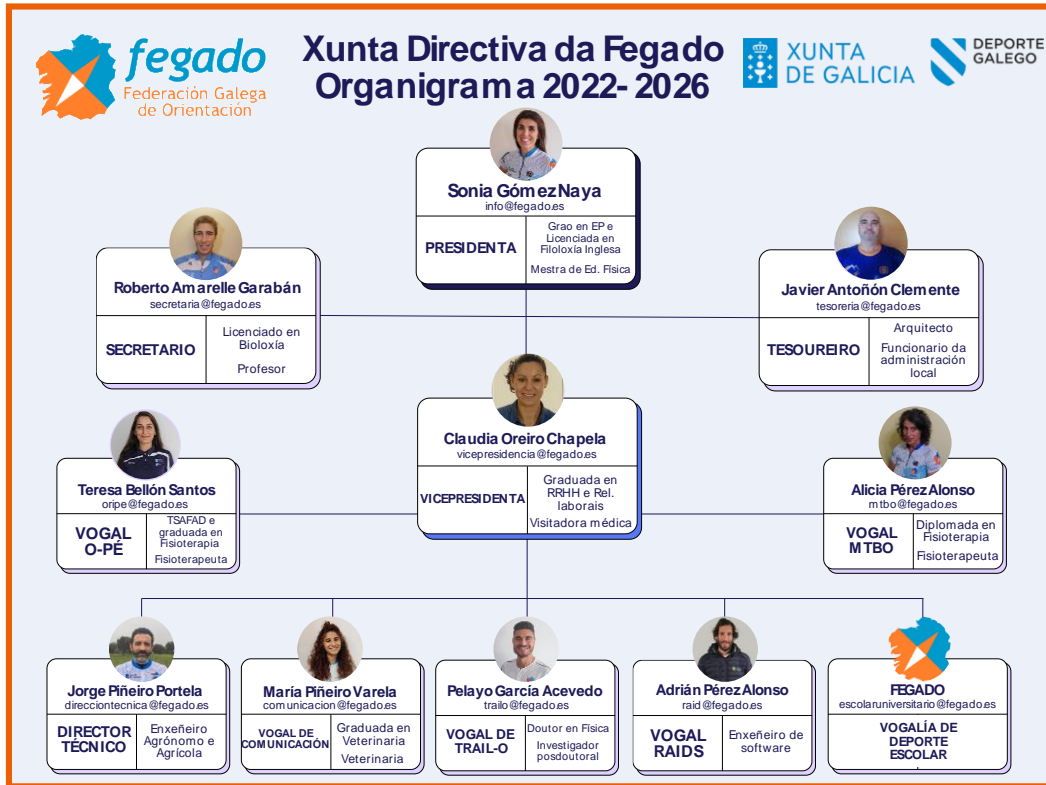 fegado
Federación Galega
de Orientación
Xunta Directiva da Fegado
Organigrama 2022- 2026
XUNTA
DE GALICIA
DEPORTE
GALEGO
Sonia Gómez Naya
info@fegado.es
PRESIDENTA
Grao en EP e
Licenciada en
Filoloxía Inglesa
Mestra de Ed. Física
Roberto Amarelle Garabán
secretaria@fegado.es
SECRETARIO
Licenciado en
Bioloxía
Profesor
Javier Antoñón Clemente
tesoreria@fegado.es
TESOUREIRO
Arquitecto
Funcionario da
administración
local
Claudia Oreiro Chapela
vicepresidencia@fegado.es
VICEPRESIDENTA
Graduada en
RRHH e Rel.
laborais
Visitadora médica
Teresa Bellón Santos
oripe@fegado.es
VOGAL
O-PÉ
TSAFAD e
graduada en
Fisioterapia
Fisioterapeuta
Alicia Pérez Alonso
mtbo@fegado.es
VOGAL
MTBO
Diplomada en
Fisioterapia
Fisioterapeuta
Jorge Piñeiro Portela
direcciontecnica@fegado.es
DIRECTOR
TÉCNICO
Enxeñeiro
Agrónomo e
Agrícola
María Piñeiro Varela
comunicacion@fegado.es
VOGAL DE
COMUNICACIÓN
Graduada en
Veterinaria
Veterinaria
Pelayo García Acevedo
trailo@fegado.es
VOGAL DE
TRAIL-O
Doutor en Física
Investigador
posdoutoral
Adrián Pérez Alonso
raid@fegado.es
VOGAL
RAIDS
Enxeñeiro de
software
FEGADO
escolaruniversitario@fegado.es
VOGALÍA DE
DEPORTE
ESCOLAR